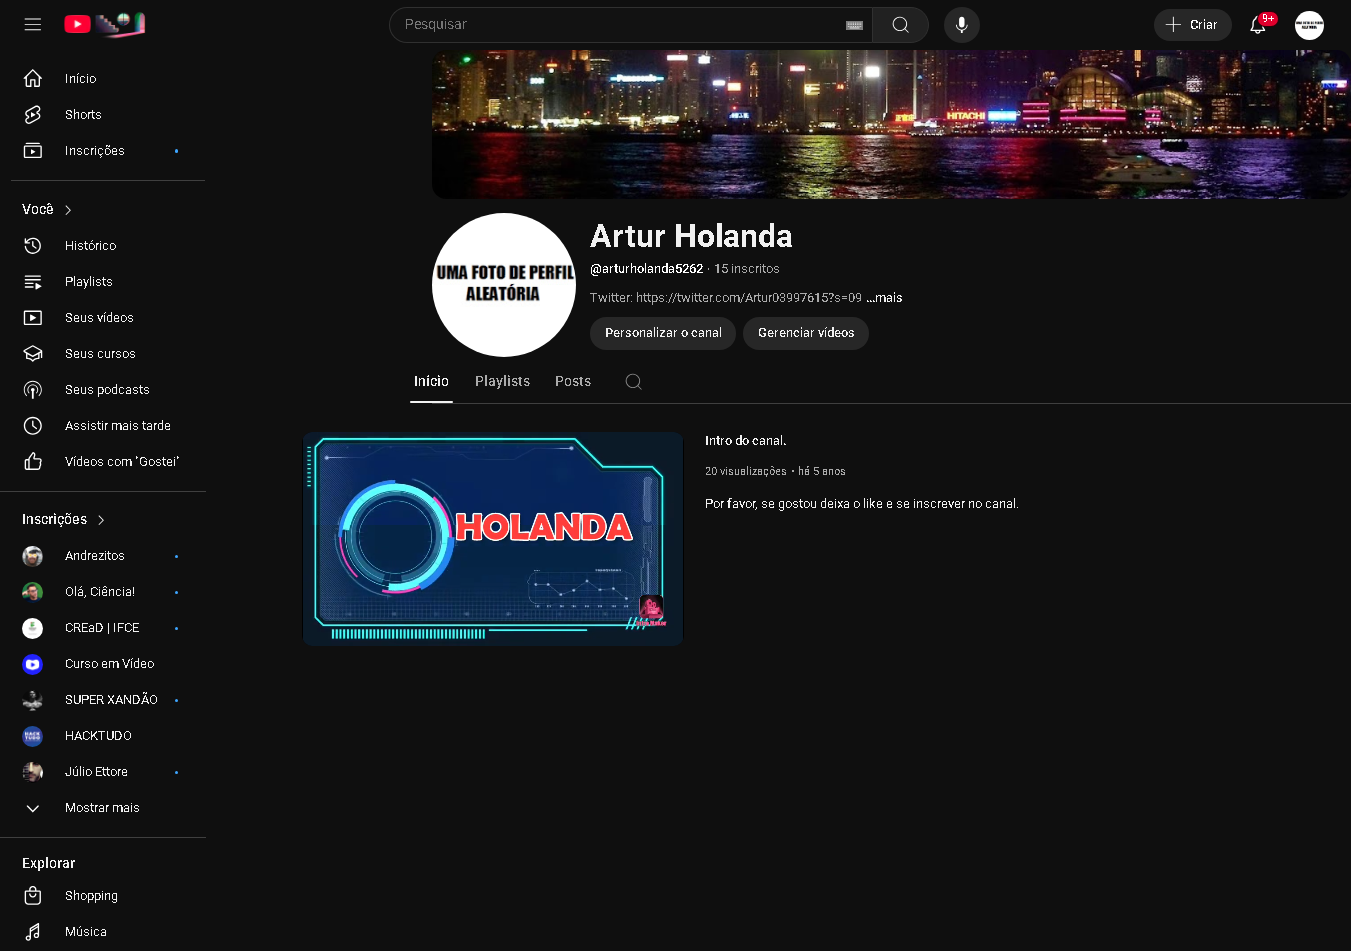 Pesquisar
Criar
9+
Início
Shorts
Inscrições
Você
Histórico
Playlists
Seus vídeos
Seus cursos
Seus podcasts
Assistir mais tarde
Vídeos com "Gostei"
Inscrições
Andrezitos
Olá, Ciência!
CREaD | IFCE
Curso em Vídeo
SUPER XANDÃO
HACKTUDO
Júlio Ettore
Mostrar mais
Explorar
Shopping
Música
Panasonic
HITACHI
UMA FOTO DE PERFIL
ALEATÓRIA
Artur Holanda
@arturholanda5262 · 15 inscritos
Twitter: https://twitter.com/Artur03997615?s=09 ...mais
Personalizar o canal
Gerenciar vídeos
Início
Playlists
Posts
HOLANDA
Intro do canal.
20 visualizações • há 5 anos
Por favor, se gostou deixa o like e se inscrever no canal.